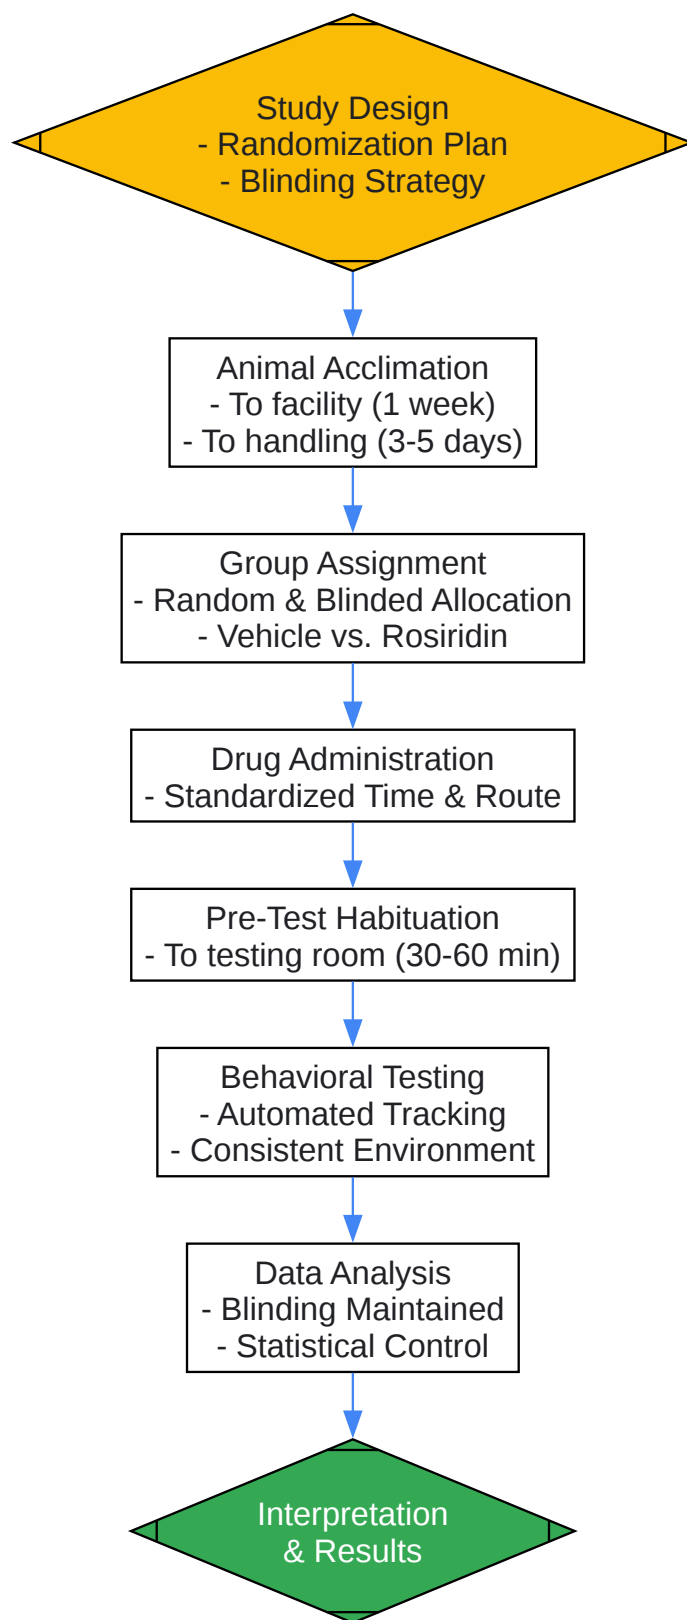 Study Design
- Randomization Plan
- Blinding Strategy
Animal Acclimation
- To facility (1 week)
- To handling (3-5 days)
Group Assignment
- Random & Blinded Allocation
- Vehicle vs. Rosiridin
Drug Administration
- Standardized Time & Route
Pre-Test Habituation
- To testing room (30-60 min)
Behavioral Testing
- Automated Tracking
- Consistent Environment
Data Analysis
- Blinding Maintained
- Statistical Control
Interpretation
& Results